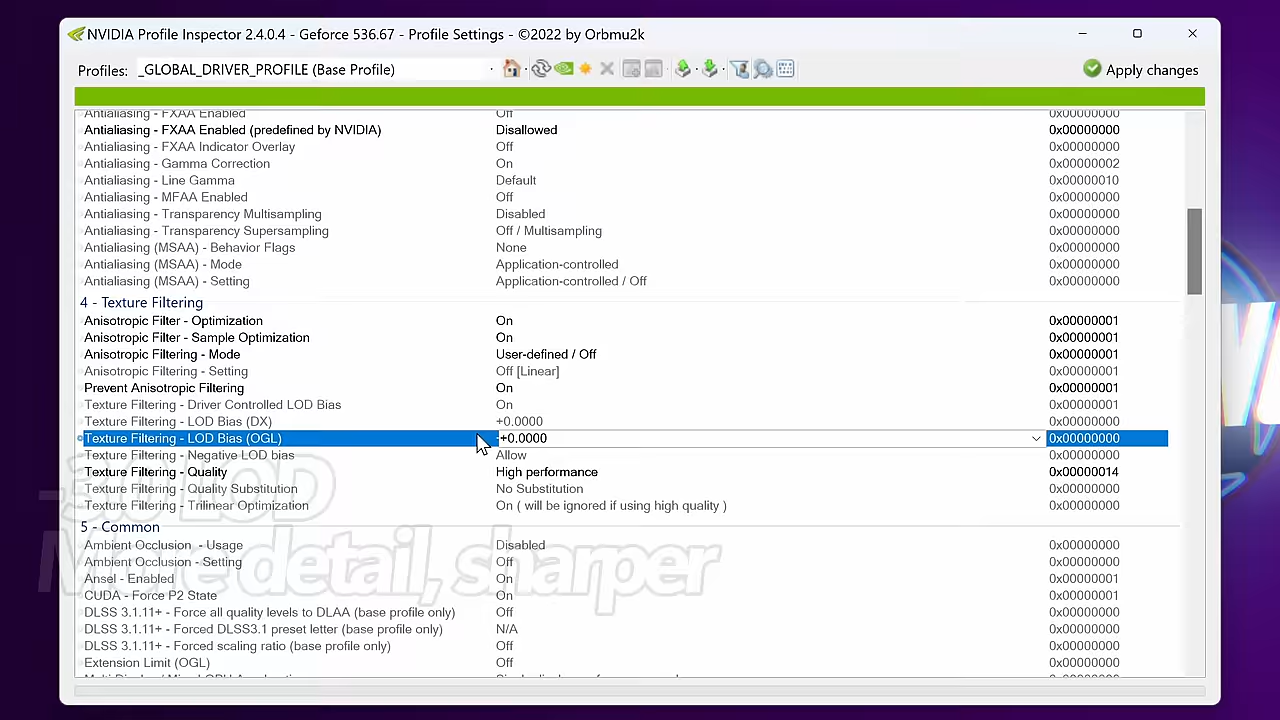 NVIDIA Profile Inspector 2.4.0.4 - Geforce 536.67 - Profile Settings - ©2022 by Orbmu2k
Profiles: _GLOBAL_DRIVER_PROFILE (Base Profile) Apply changes
Antialiasing - FXAA Enabled Off 0x00000000
Antialiasing - FXAA Enabled (predefined by NVIDIA) Disallowed 0x00000000
Antialiasing - FXAA Indicator Overlay Off 0x00000000
Antialiasing - Gamma Correction On 0x00000002
Antialiasing - Line Gamma Default 0x00000010
Antialiasing - MFAA Enabled Off 0x00000000
Antialiasing - Transparency Multisampling Disabled 0x00000000
Antialiasing - Transparency Supersampling Off / Multisampling 0x00000000
Antialiasing (MSAA) - Behavior Flags None 0x00000000
Antialiasing (MSAA) - Mode Application-controlled 0x00000000
Antialiasing (MSAA) - Setting Application-controlled / Off 0x00000000
4 - Texture Filtering
Anisotropic Filter - Optimization On 0x00000001
Anisotropic Filter - Sample Optimization On 0x00000001
Anisotropic Filtering - Mode User-defined / Off 0x00000001
Anisotropic Filtering - Setting Off [Linear] 0x00000001
Prevent Anisotropic Filtering On 0x00000001
Texture Filtering - Driver Controlled LOD Bias On 0x00000001
Texture Filtering - LOD Bias (DX) +0.0000 0x00000000
Texture Filtering - LOD Bias (OGL) +0.0000 0x00000000
Texture Filtering - Negative LOD bias Allow 0x00000000
Texture Filtering - Quality High performance 0x00000014
Texture Filtering - Quality Substitution No Substitution 0x00000000
Texture Filtering - Trilinear Optimization On ( will be ignored if using high quality ) 0x00000000
5 - Common
Ambient Occlusion - Usage Disabled 0x00000000
Ambient Occlusion - Setting Off 0x00000000
Ansel - Enabled On 0x00000001
CUDA - Force P2 State On 0x00000001
DLSS 3.1.11+ - Force all quality levels to DLAA (base profile only) Off 0x00000000
DLSS 3.1.11+ - Forced DLSS3.1 preset letter (base profile only) N/A 0x00000000
DLSS 3.1.11+ - Forced scaling ratio (base profile only) Off 0x00000000
Extension Limit (OGL) Off 0x00000000
-3.0 LOD
More detail, sharper